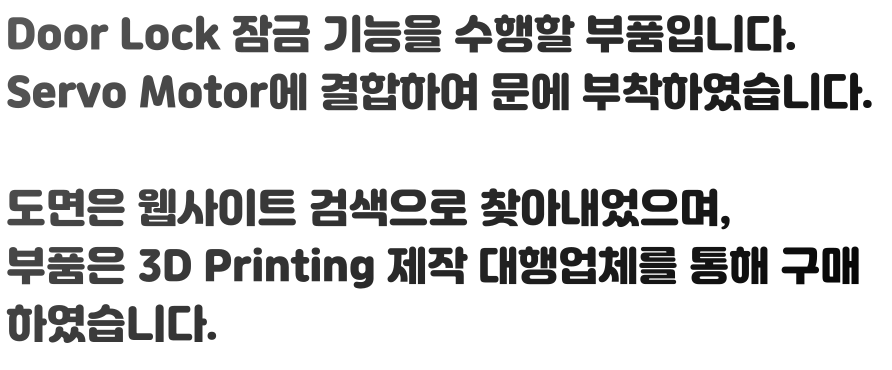 Door Lock 잠금 기능을 수행할 부품입니다.
Servo Motor에 결합하여 문에 부착하였습니다.
도면은 웹사이트 검색으로 찾아내었으며,
부품은 3D Printing 제작 대행업체를 통해 구매
하였습니다.